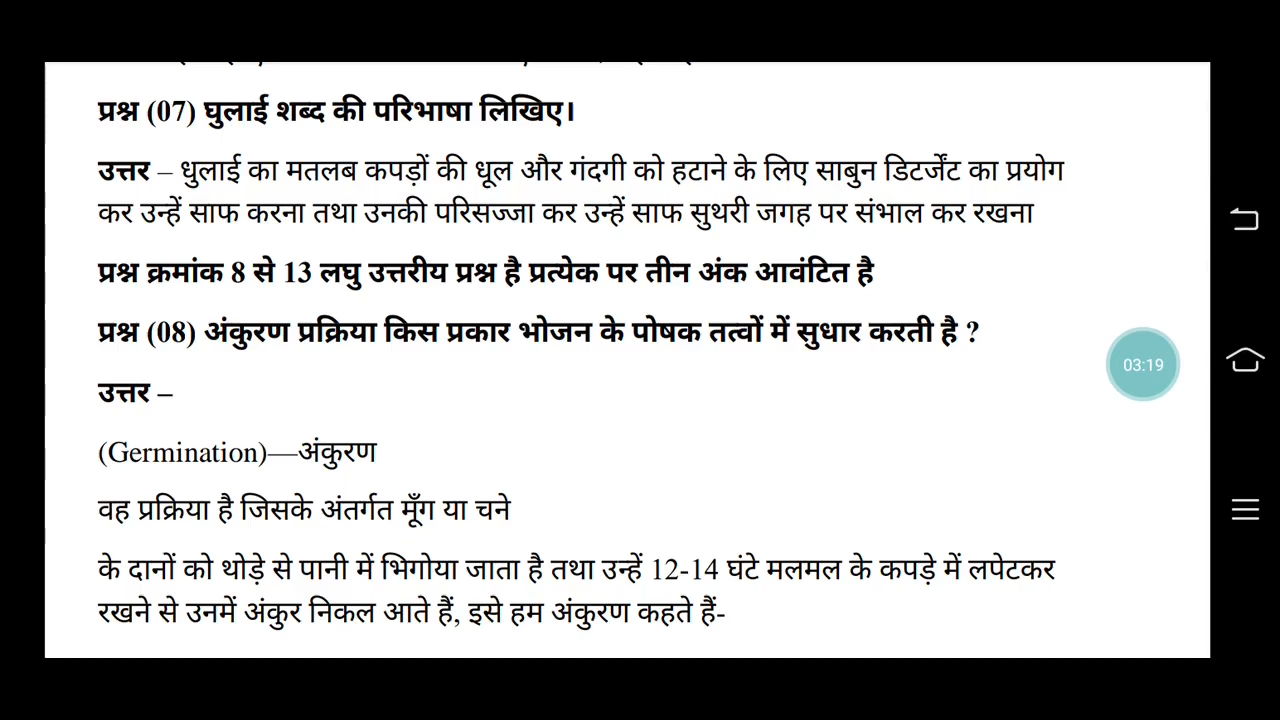 प्रश्न (07) घुलाई शब्द की परिभाषा लिखिए।
उत्तर – धुलाई का मतलब कपड़ों की धूल और गंदगी को हटाने के लिए साबुन डिटर्जेंट का प्रयोग
कर उन्हें साफ करना तथा उनकी परिसज्जा कर उन्हें साफ सुथरी जगह पर संभाल कर रखना
प्रश्न क्रमांक 8 से 13 लघु उत्तरीय प्रश्न है प्रत्येक पर तीन अंक आवंटित है
प्रश्न (08) अंकुरण प्रक्रिया किस प्रकार भोजन के पोषक तत्वों में सुधार करती है ?
उत्तर –
(Germination)—अंकुरण
वह प्रक्रिया है जिसके अंतर्गत मूँग या चने
के दानों को थोड़े से पानी में भिगोया जाता है तथा उन्हें 12-14 घंटे मलमल के कपड़े में लपेटकर
रखने से उनमें अंकुर निकल आते हैं, इसे हम अंकुरण कहते हैं-
03:19